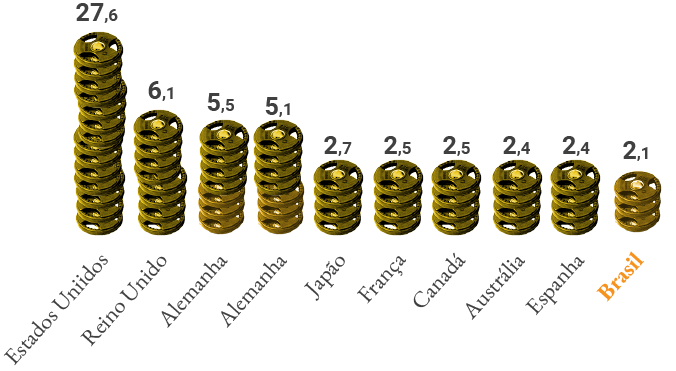 27,6
6,1
5,5
5,1
2,7
2,5
2,5
2,4
2,4
2,1
Estados Uniidos
Reino Unido
Alemanha
Alemanha
Japão
França
Canadá
Austrália
Espanha
Brasil